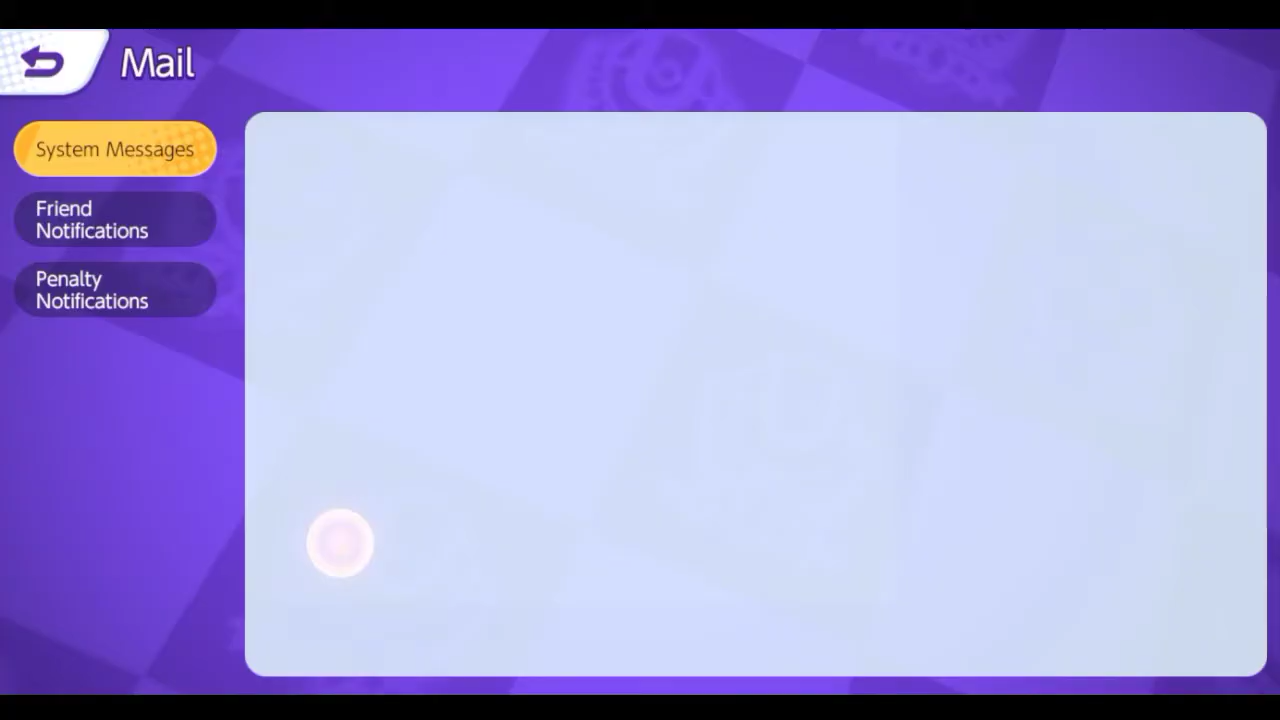 Mail
System Messages
Friend
Notifications
Penalty
Notifications